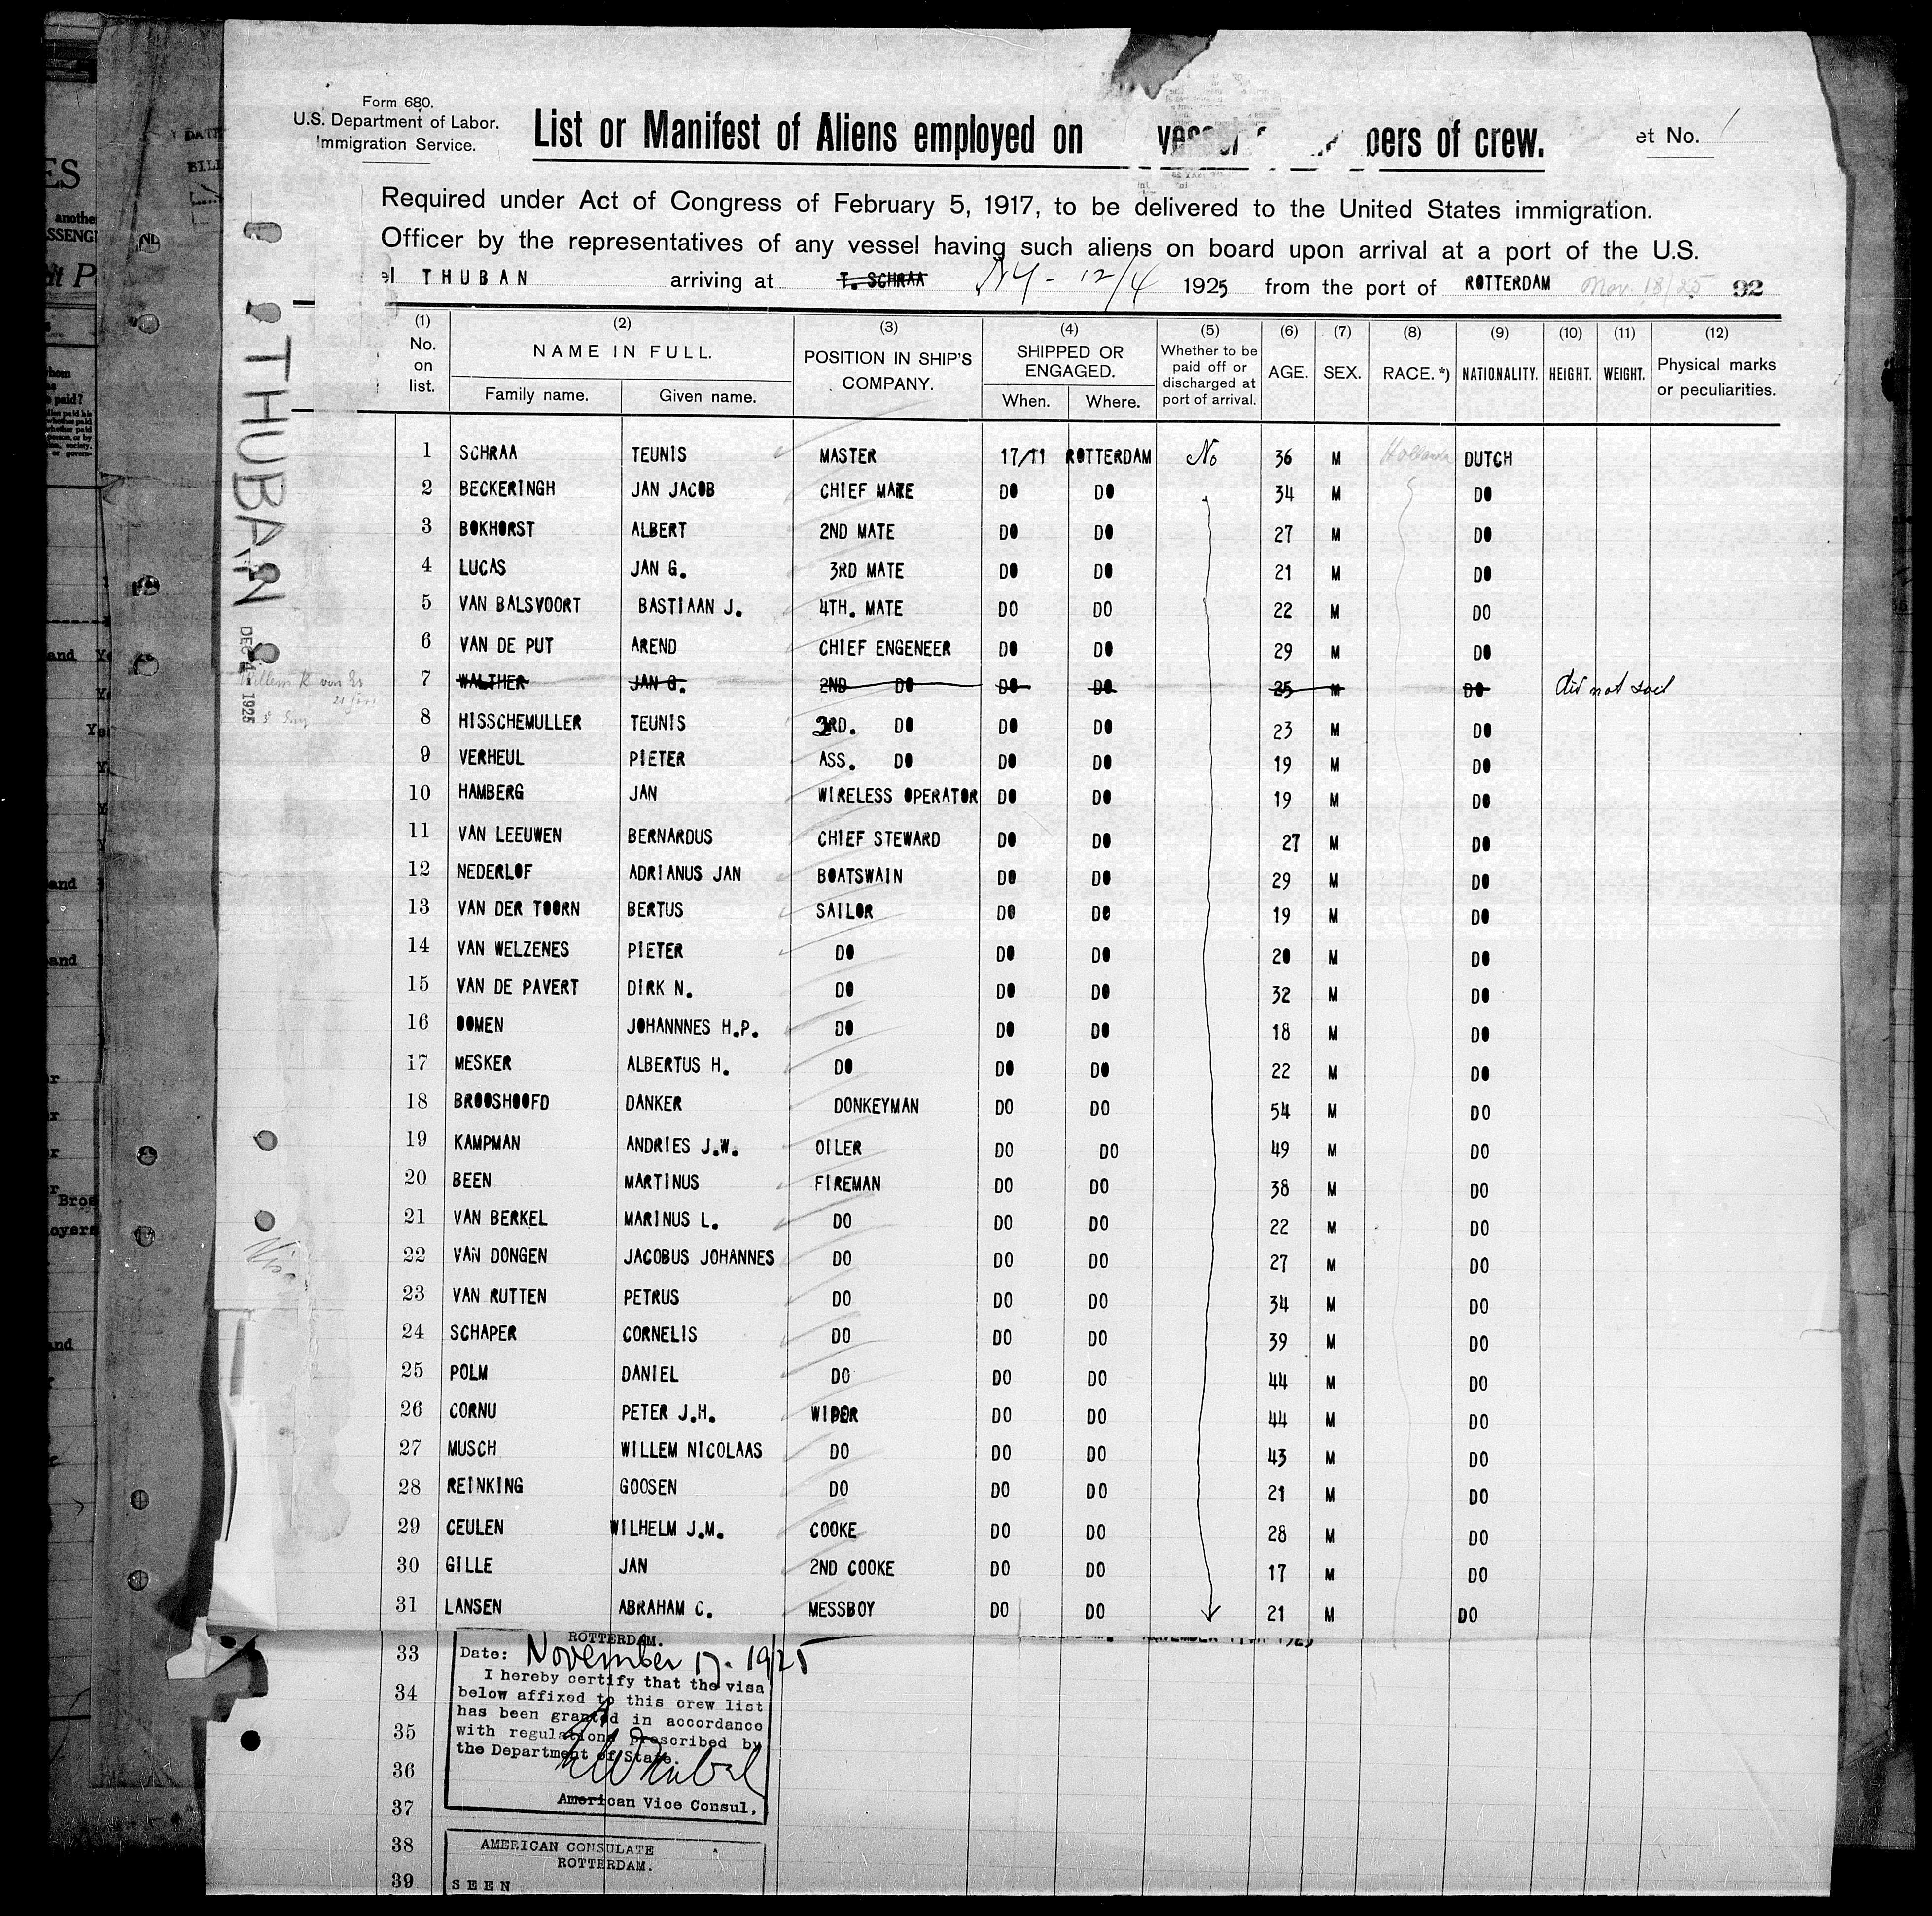 Form 680.
U.S. Department of Labor.
Immigration Service.
List or Manifest of Aliens employed on
bers of crew.
et No. 1
Required under Act of Congress of February 5, 1917, to be delivered to the United States immigration.
Officer by the representatives of any vessel having such aliens on board upon arrival at a port of the U.S.
el THUBAN arriving at T. SCHRAA NY - 12/4 1925 from the port of ROTTERDAM Nov. 18/25 92
(1) (2) (3) (4) (5) (6) (7) (8) (9) (10) (11) (12)
No. on list. NAME IN FULL. Family name. Given name. POSITION IN SHIP'S COMPANY. SHIPPED OR ENGAGED. When. Where. Whether to be paid off or discharged at port of arrival. AGE. SEX. RACE. *) NATIONALITY. HEIGHT. WEIGHT. Physical marks or peculiarities.
1 SCHRAA TEUNIS MASTER 17/11 ROTTERDAM No 36 M DUTCH
2 BECKERINGH JAN JACOB CHIEF MATE DO DO 34 M DO
3 BOKHORST ALBERT 2ND MATE DO DO 27 M DO
4 LUCAS JAN G. 3RD MATE DO DO 21 M DO
5 VAN BALSVOORT BASTIAAN J. 4TH. MATE DO DO 22 M DO
6 VAN DE PUT AREND CHIEF ENGENEER DO DO 29 M DO
7 WALTHER JAN G. 2ND DO DO DO 25 M DO did not sail
8 HISSCHEMULLER TEUNIS 2RD. DO DO DO 23 M DO
9 VERHEUL PIETER ASS. DO DO DO 19 M DO
10 HAMBERG JAN WIRELESS OPERATOR DO DO 19 M DO
11 VAN LEEUWEN BERNARDUS CHIEF STEWARD DO DO 27 M DO
12 NEDERLOF ADRIANUS JAN BOATSWAIN DO DO 29 M DO
13 VAN DER TOORN BERTUS SAILOR DO DO 19 M DO
14 VAN WELZENES PIETER DO DO DO 20 M DO
15 VAN DE PAVERT DIRK N. DO DO DO 32 M DO
16 OOMEN JOHANNNES H.P. DO DO DO 18 M DO
17 MESKER ALBERTUS H. DO DO DO 22 M DO
18 BROOSHOOFD DANKER DONKEYMAN DO DO 54 M DO
19 KAMPMAN ANDRIES J.W. OILER DO DO 49 M DO
20 BEEN MARTINUS FIREMAN DO DO 38 M DO
21 VAN BERKEL MARINUS L. DO DO DO 22 M DO
22 VAN DONGEN JACOBUS JOHANNES DO DO DO 27 M DO
23 VAN RUTTEN PETRUS DO DO DO 34 M DO
24 SCHAPER CORNELIS DO DO DO 39 M DO
25 POLM DANIEL DO DO DO 44 M DO
26 CORNU PETER J.H. WIPER DO DO 44 M DO
27 MUSCH WILLEM NICOLAAS DO DO DO 43 M DO
28 REINKING GOOSEN DO DO DO 21 M DO
29 CEULEN WILHELM J.M. COOKE DO DO 28 M DO
30 GILLE JAN 2ND COOKE DO DO 17 M DO
31 LANSEN ABRAHAM C. MESSBOY DO DO 21 M DO
THUBAN
DEC 4 - 1925
ROTTERDAM.
33 Date: November 17. 1925
I hereby certify that the visa
34 below affixed to this crew list
has been granted in accordance
35 with regulations prescribed by
the Department of State.
36
37 American Vice Consul,
38 AMERICAN CONSULATE
ROTTERDAM.
39 SEEN